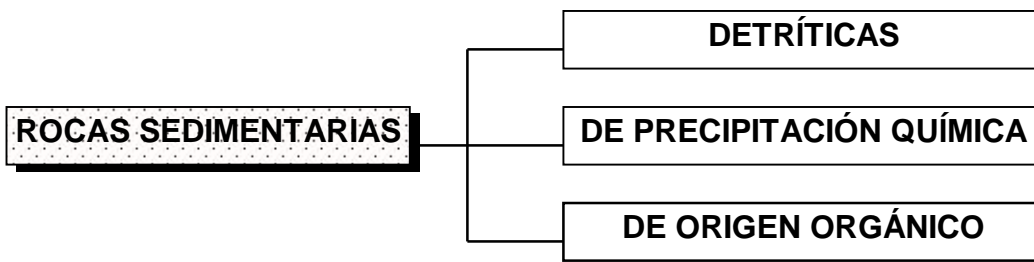 ROCAS SEDIMENTARIAS
DETRÍTICAS
DE PRECIPITACIÓN QUÍMICA
DE ORIGEN ORGÁNICO